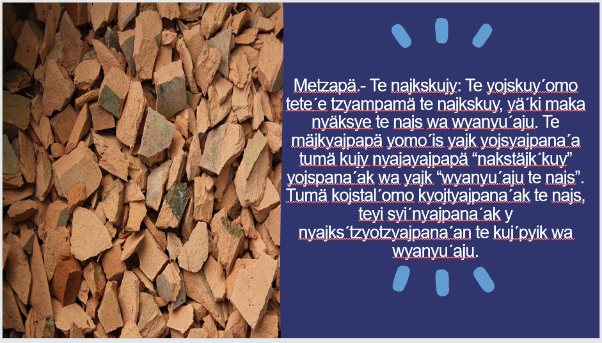 Metzapä.- Te najkskujy: Te yojskuy´omo
tete´e tzyampamä te najkskuy, yä´ki maka
nyäksye te najs wa wyanyu´aju. Te
mäjkyajpapä yomo´is yajk yojsyajpana´a
tumä kujy nyajayajpapä “nakstäjk´kuy”
yojspana´ak wa yajk “wyanyu´aju te najs”.
Tumä kojstal´omo kyojtyajpana´ak te najs,
teyi syi´nyajpana´ak y
nyajks´tzyotzyajpana´an te kuj´pyik wa
wyanyu´aju.